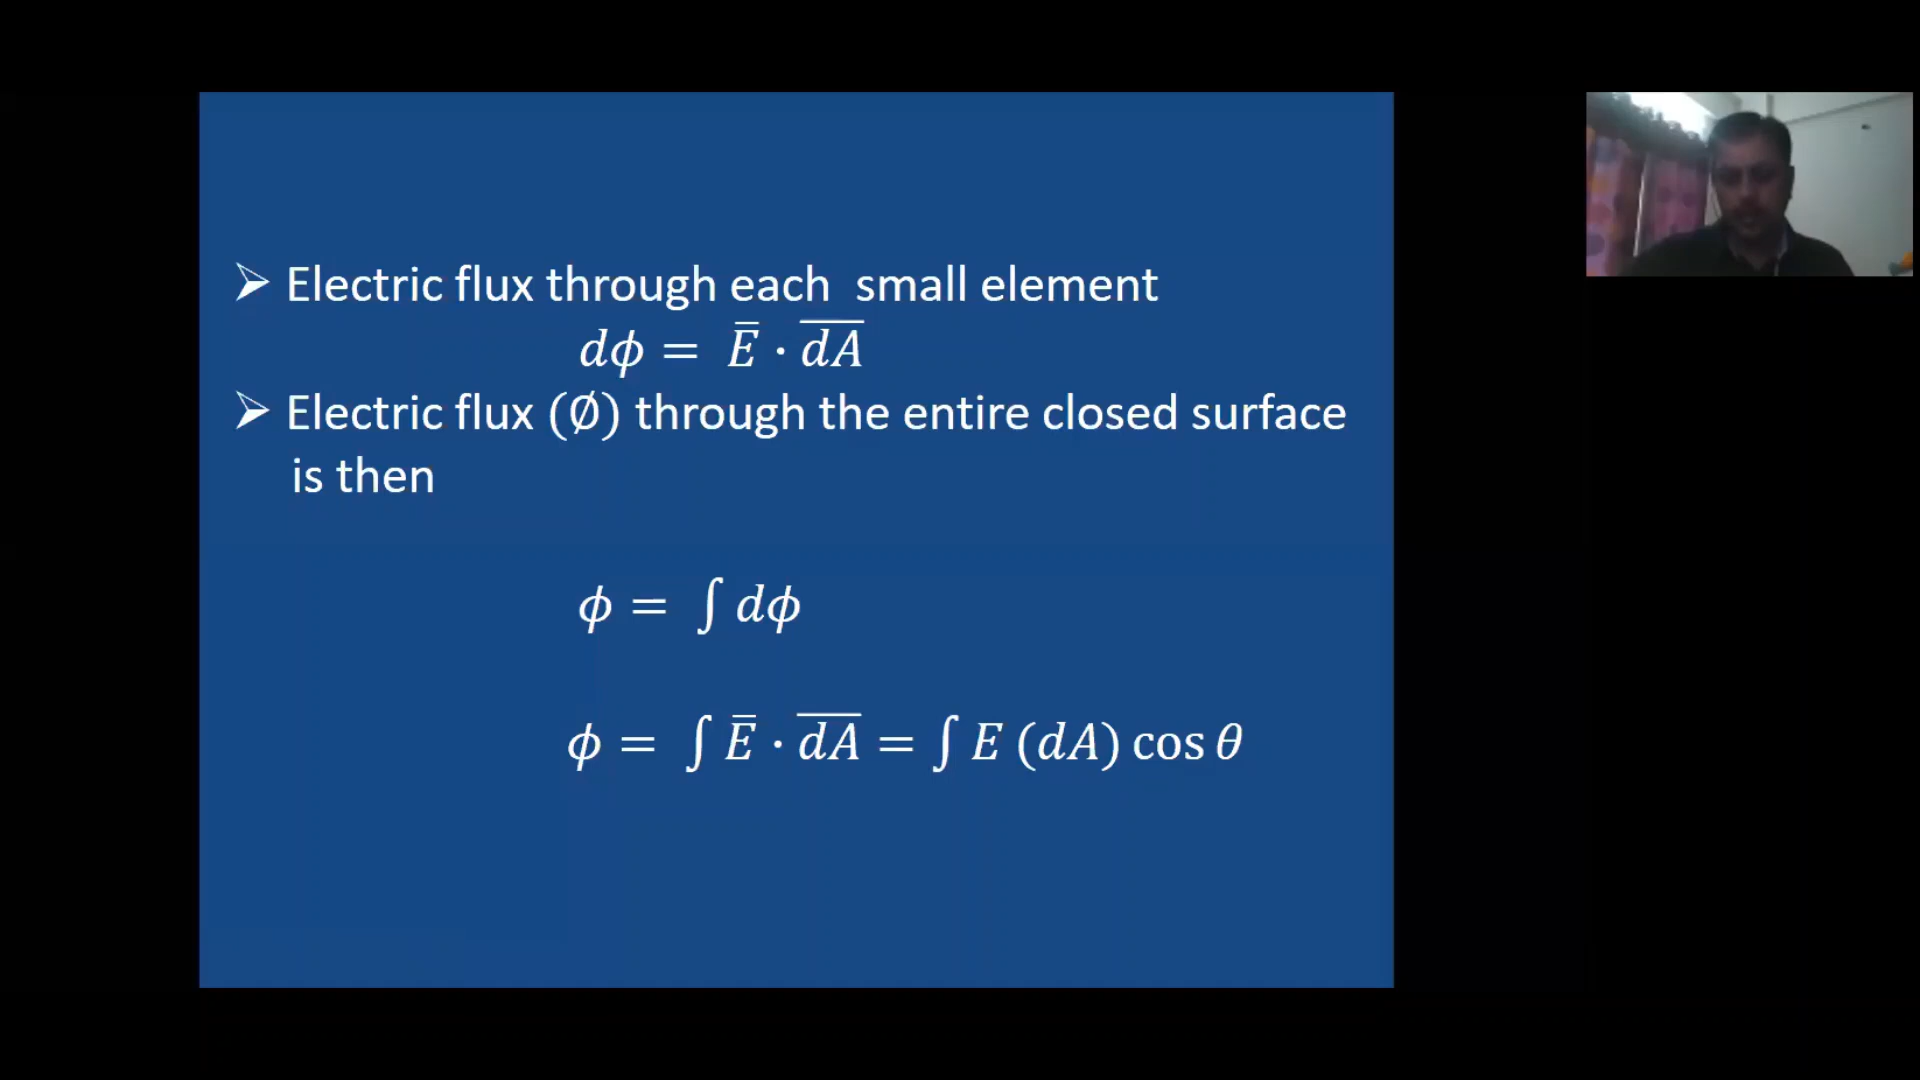 ➢ Electric flux through each small element
dϕ = E̅ · d̅A̅
➢ Electric flux (∅) through the entire closed surface
is then
ϕ = ∫ dϕ
ϕ = ∫ E̅ · d̅A̅ = ∫ E (dA) cos θ